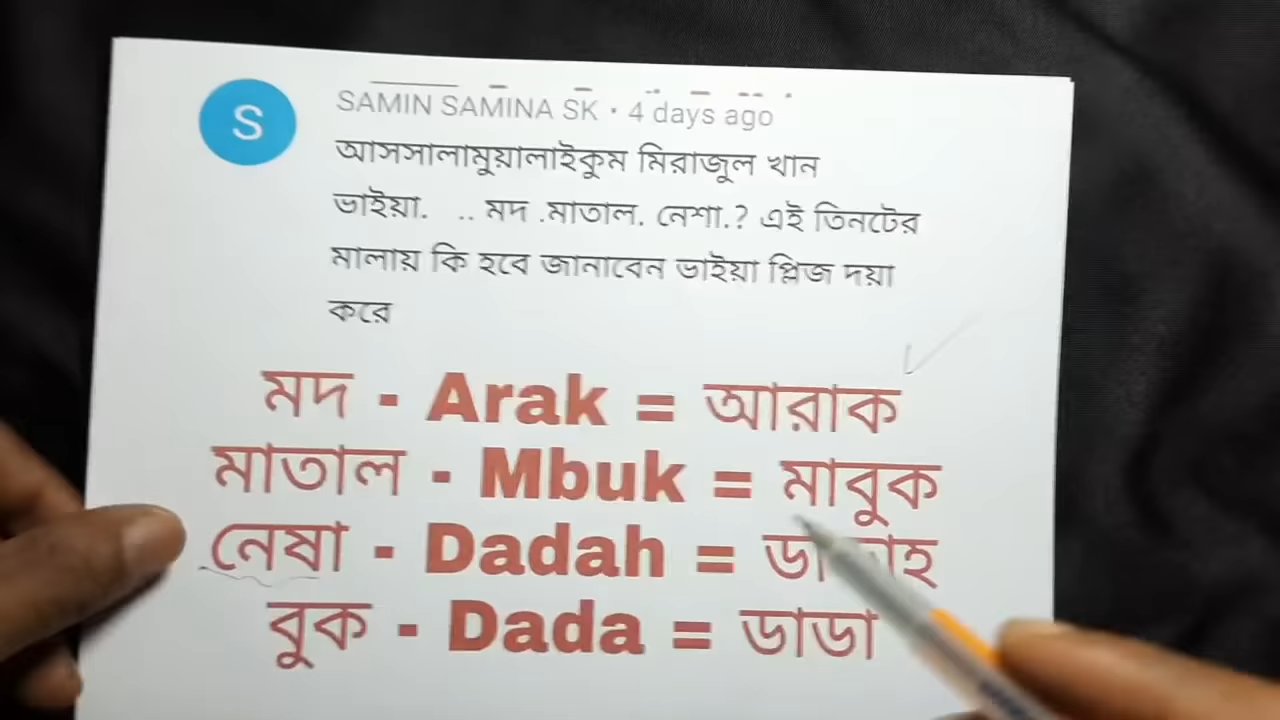 S
SAMIN SAMINA SK • 4 days ago
আসসালামুয়ালাইকুম মিরাজুল খান
ভাইয়া. .. মদ .মাতাল. নেশা.? এই তিনটের
মালায় কি হবে জানাবেন ভাইয়া প্লিজ দয়া
করে
মদ - Arak = আরাক
মাতাল - Mbuk = মাবুক
নেষা - Dadah =
বুক - Dada = ডাডা